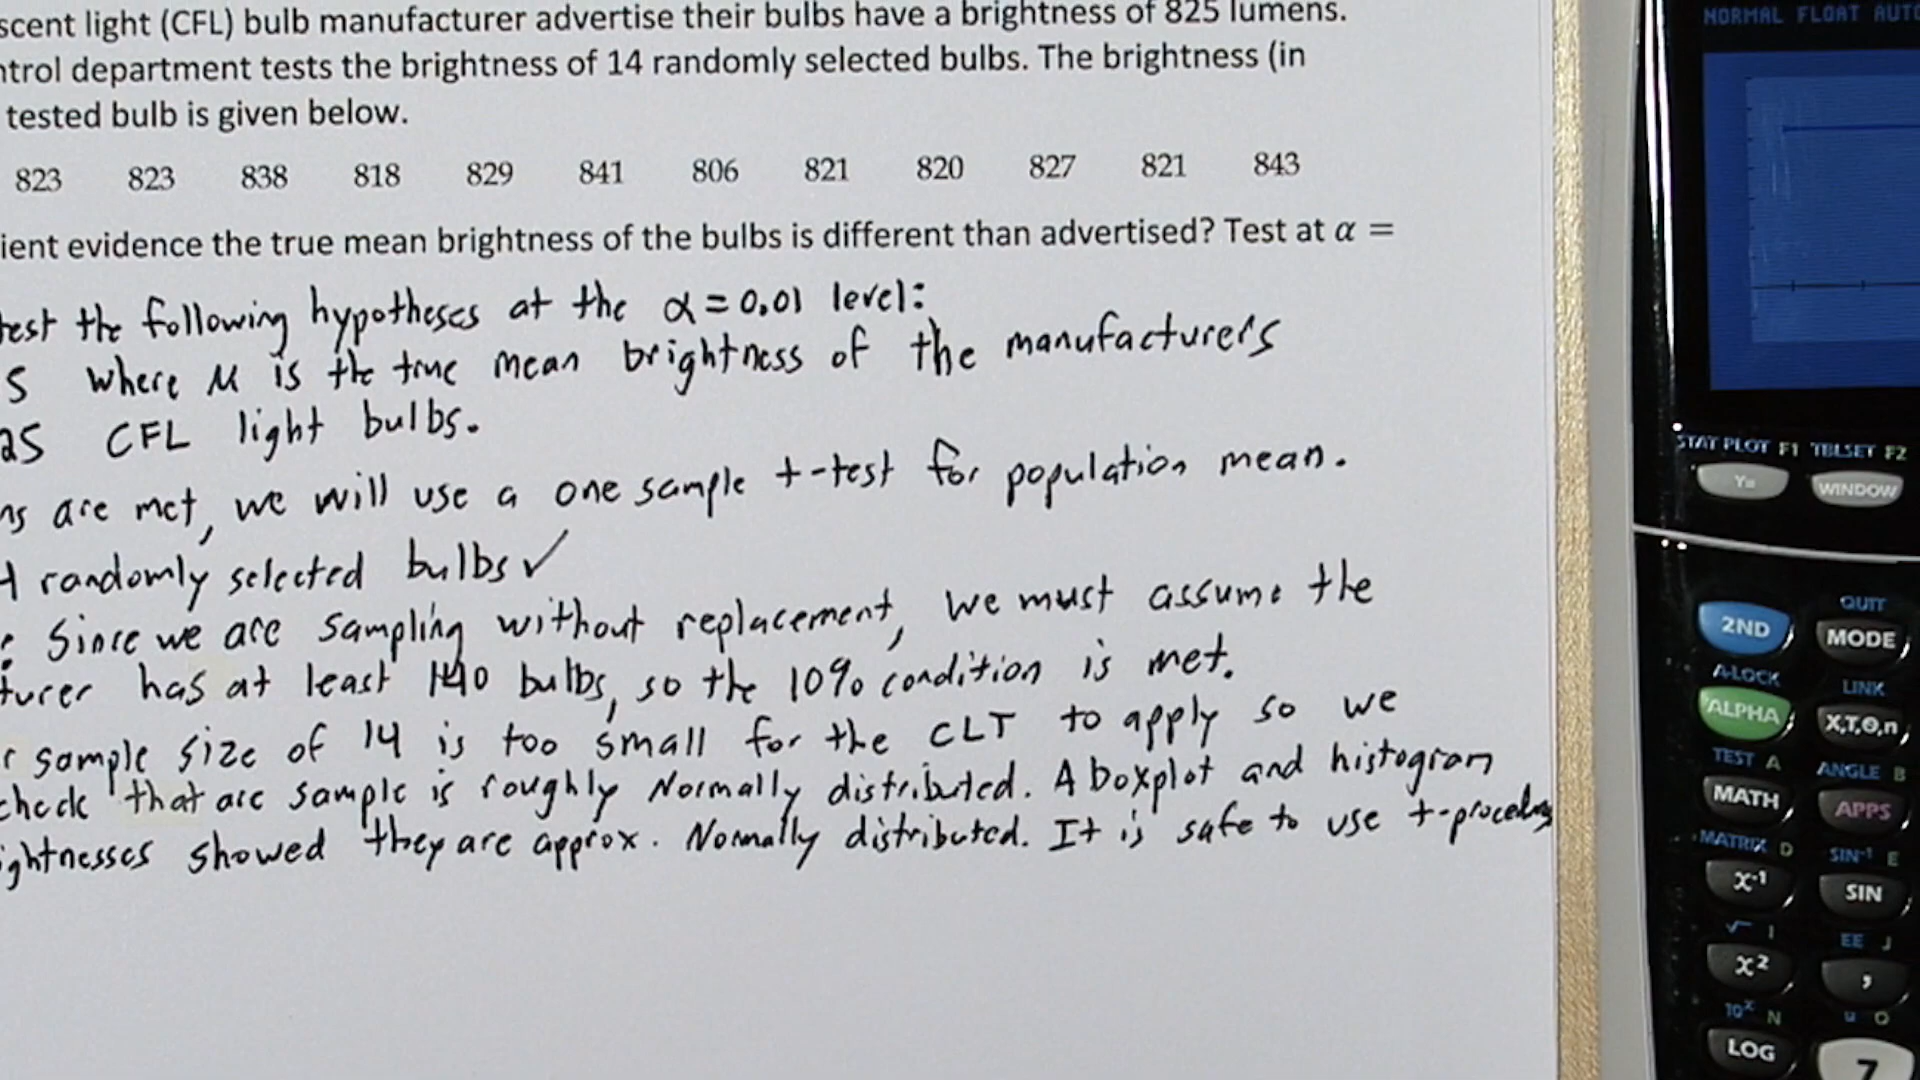 scent light (CFL) bulb manufacturer advertise their bulbs have a brightness of 825 lumens.
ntrol department tests the brightness of 14 randomly selected bulbs. The brightness (in
tested bulb is given below.
823 823 838 818 829 841 806 821 820 827 821 843
ient evidence the true mean brightness of the bulbs is different than advertised? Test at α =
test the following hypotheses at the α = 0.01 level:
5 where μ is the true mean brightness of the manufacturers
25 CFL light bulbs.
ns are met, we will use a one sample t-test for population mean.
4 randomly selected bulbs ✓
: Since we are sampling without replacement, we must assume the
turer has at least 140 bulbs, so the 10% condition is met.
r sample size of 14 is too small for the CLT to apply so we
check that are sample is roughly Normally distributed. A boxplot and histogram
ightnesses showed they are approx. Normally distributed. It is safe to use t-procedures
NORMAL FLOAT AUTO
STAT PLOT F1 TBLSET F2
Y= WINDOW
QUIT
2ND MODE
A-LOCK LINK
ALPHA X,T,θ,n
TEST A ANGLE B
MATH APPS
MATRIX D SIN⁻¹ E
x⁻¹ SIN
√ I EE J
x² ,
10ˣ N u O
LOG 7